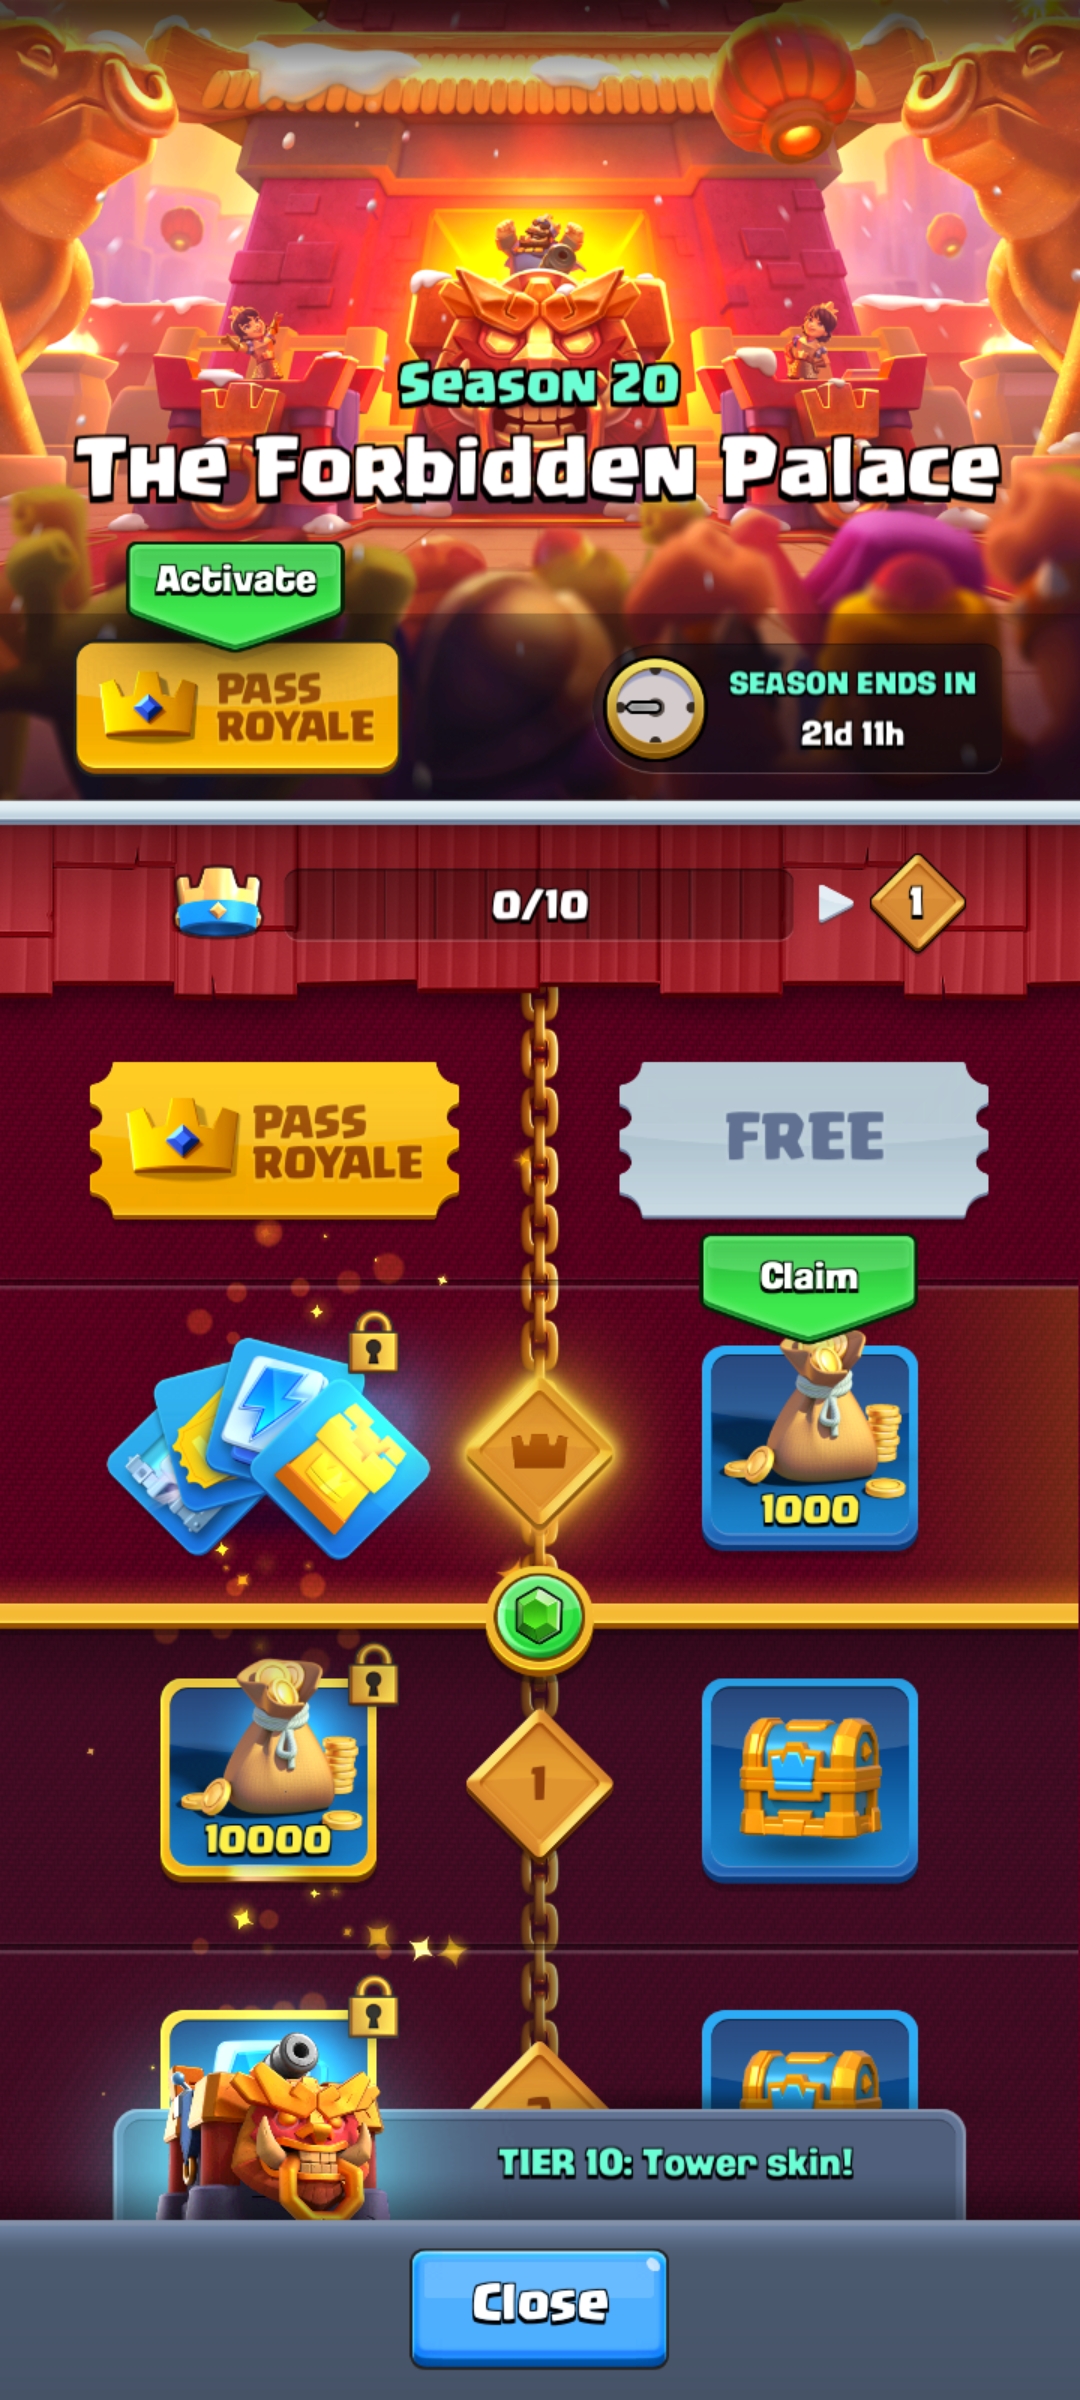 Season 20
The Forbidden Palace
Activate
PASS
ROYALE
SEASON ENDS IN
21d 11h
0/10
1
PASS
ROYALE
FREE
Claim
1000
1
10000
TIER 10: Tower skin!
Close